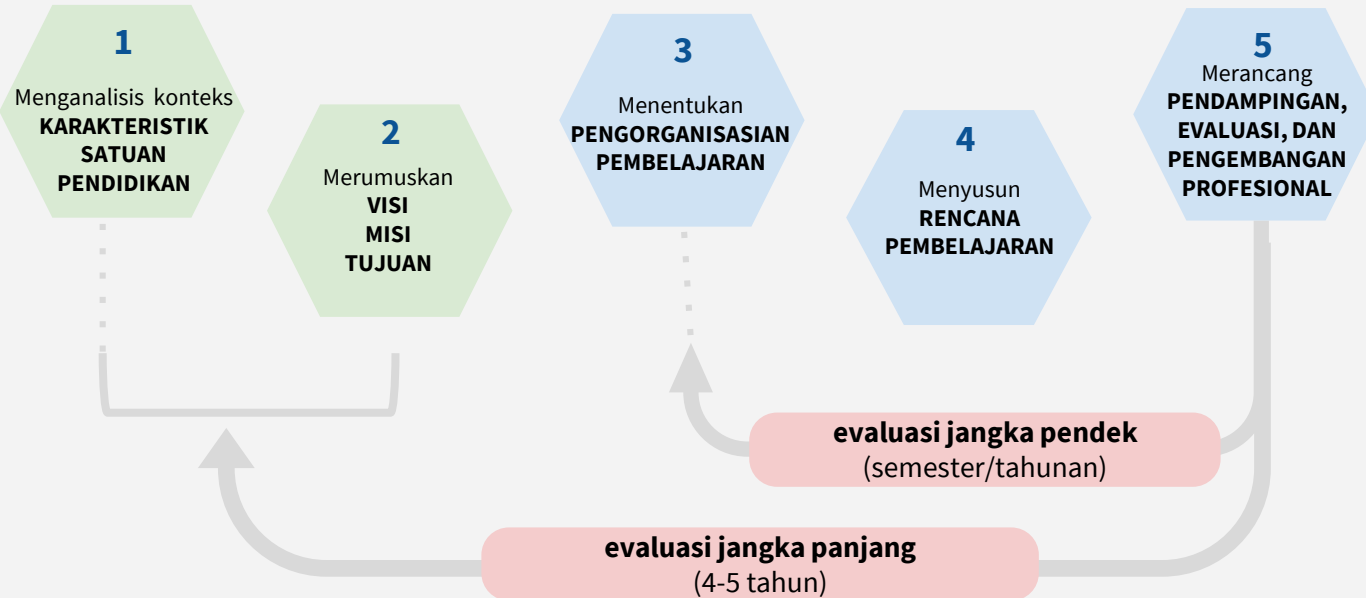 1
Menganalisis konteks
KARAKTERISTIK
SATUAN
PENDIDIKAN
2
Merumuskan
VISI
MISI
TUJUAN
3
Menentukan
PENGORGANISASIAN
PEMBELAJARAN
4
Menyusun
RENCANA
PEMBELAJARAN
5
Merancang
PENDAMPINGAN,
EVALUASI, DAN
PENGEMBANGAN
PROFESIONAL
evaluasi jangka pendek
(semester/tahunan)
evaluasi jangka panjang
(4-5 tahun)